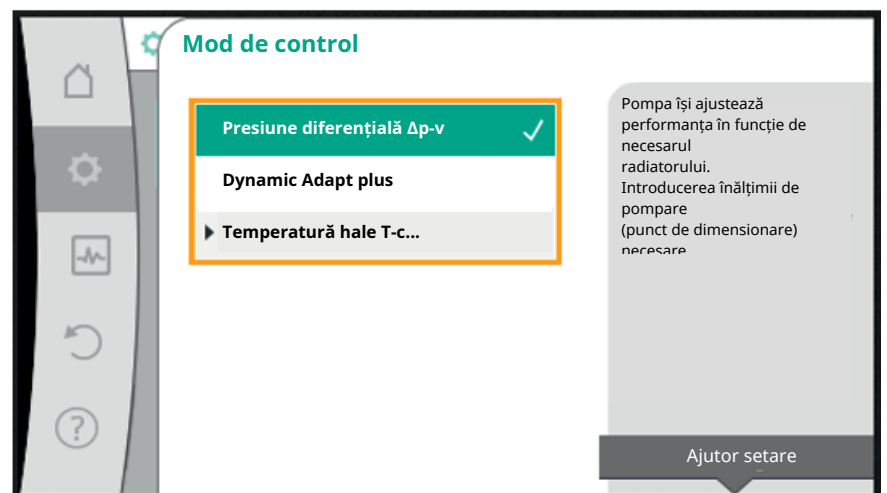 Mod de control
Presiune diferențială Δp-v
Dynamic Adapt plus
Temperatură hale T-c...
Pompa își ajustează
performanța în funcție de
necesarul
radiatorului.
Introducerea înălțimii de
pompare
(punct de dimensionare)
necesare
Ajutor setare